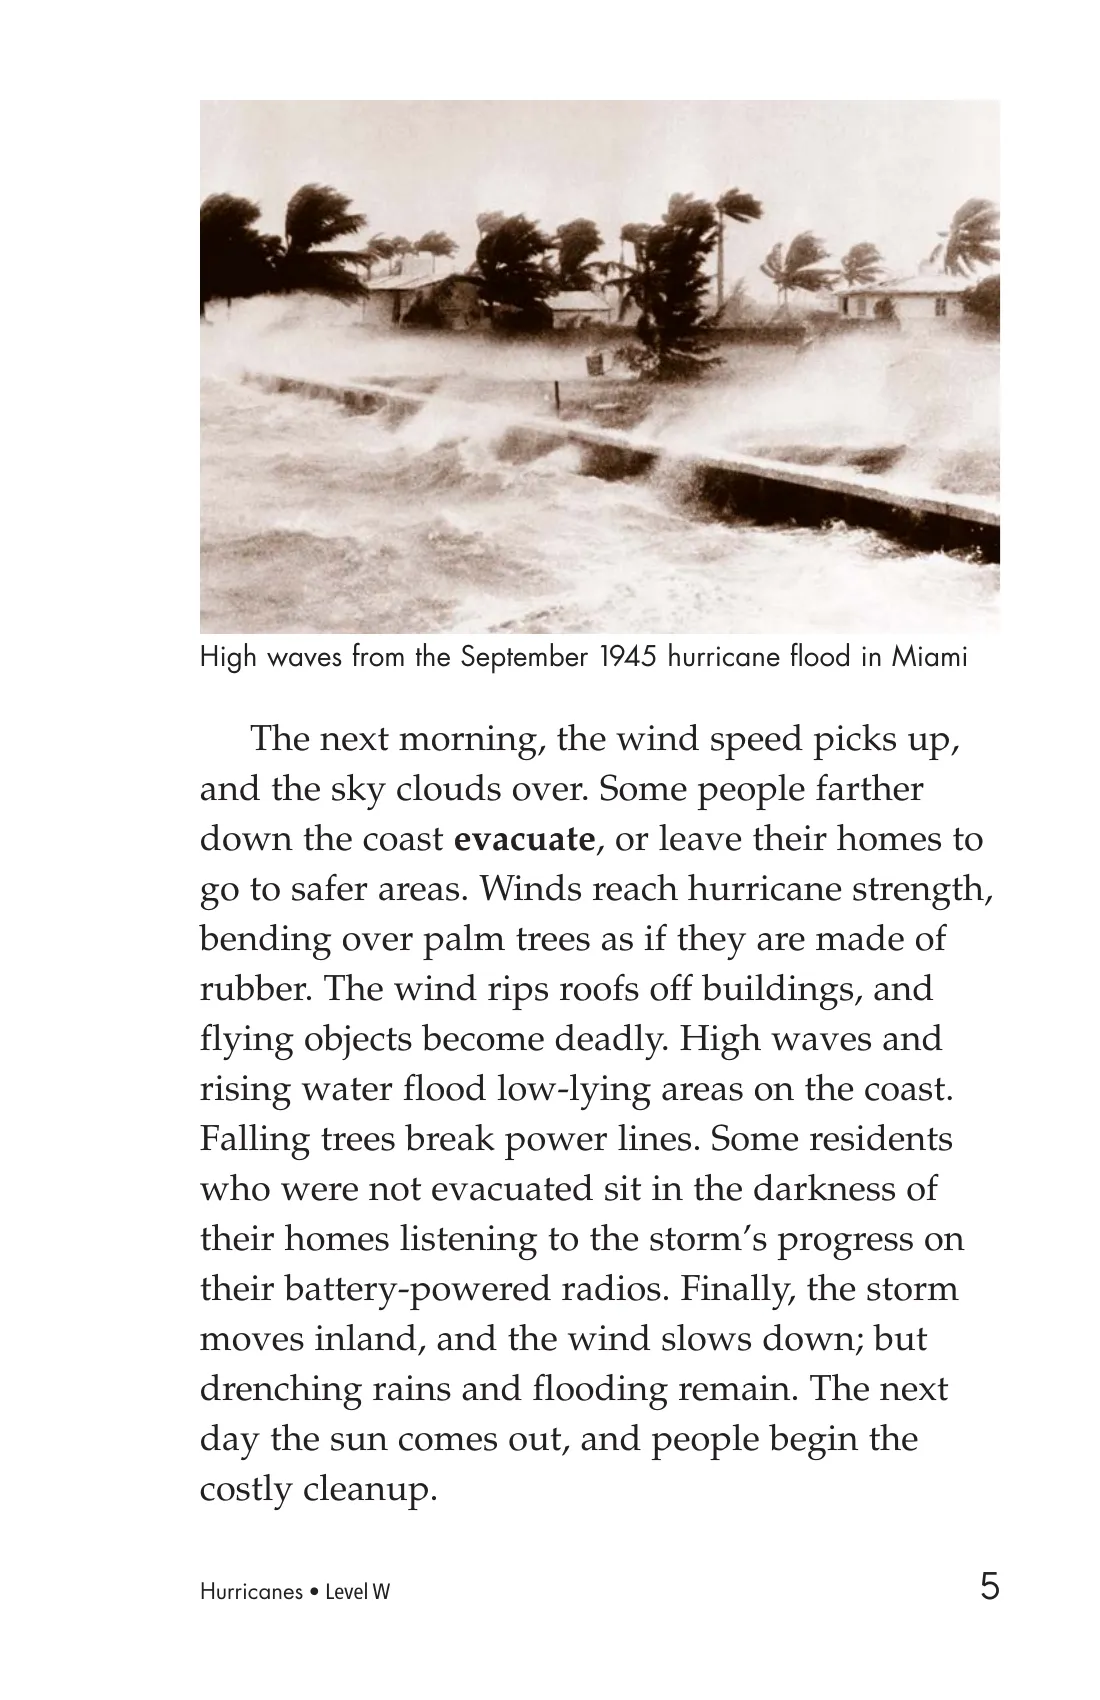 High waves from the September 1945 hurricane flood in Miami
The next morning, the wind speed picks up,
and the sky clouds over. Some people farther
down the coast evacuate, or leave their homes to
go to safer areas. Winds reach hurricane strength,
bending over palm trees as if they are made of
rubber. The wind rips roofs off buildings, and
flying objects become deadly. High waves and
rising water flood low-lying areas on the coast.
Falling trees break power lines. Some residents
who were not evacuated sit in the darkness of
their homes listening to the storm’s progress on
their battery-powered radios. Finally, the storm
moves inland, and the wind slows down; but
drenching rains and flooding remain. The next
day the sun comes out, and people begin the
costly cleanup.
Hurricanes • Level W
5